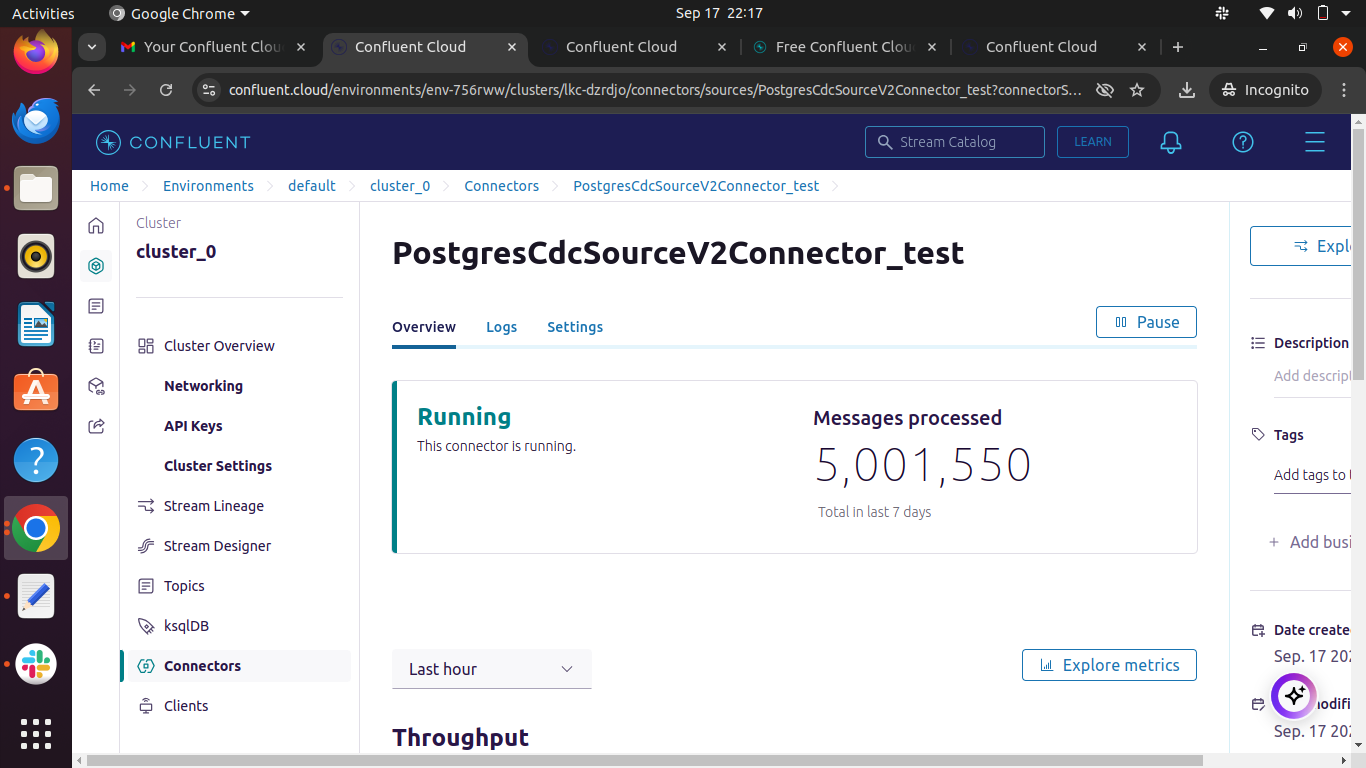 Activities
Google Chrome
Sep 17 22:17
Your Confluent Clou
Confluent Cloud
Confluent Cloud
Free Confluent Clou
Confluent Cloud
confluent.cloud/environments/env-756rww/clusters/lkc-dzrdjo/connectors/sources/PostgresCdcSourceV2Connector_test?connectorS...
Incognito
CONFLUENT
Stream Catalog
LEARN
Home
Environments
default
cluster_0
Connectors
PostgresCdcSourceV2Connector_test
Cluster
cluster_0
Cluster Overview
Networking
API Keys
Cluster Settings
Stream Lineage
Stream Designer
Topics
ksqlDB
Connectors
Clients
PostgresCdcSourceV2Connector_test
Overview
Logs
Settings
Pause
Running
This connector is running.
Messages processed
5,001,550
Total in last 7 days
Last hour
Explore metrics
Throughput
Explo
Description
Add descript
Tags
Add tags to t
+ Add busi
Date create
Sep. 17 202
modifi
Sep. 17 202